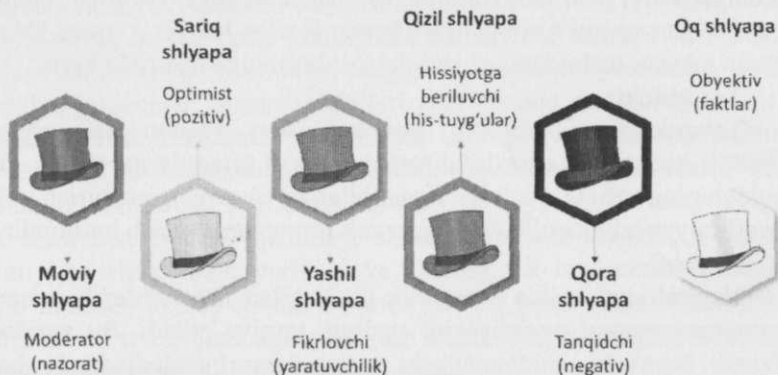 Sariq
shlyapa
Optimist
(pozitiv)
Qizil shlyapa
Hissiyotga
beriluvchi
(his-tuyg‘ular)
Oq shlyapa
Obyektiv
(faktlar)
Moviy
shlyapa
Moderator
(nazorat)
Yashil
shlyapa
Fikrlovchi
(yaratuvchilik)
Qora
shlyapa
Tanqidchi
(negativ)